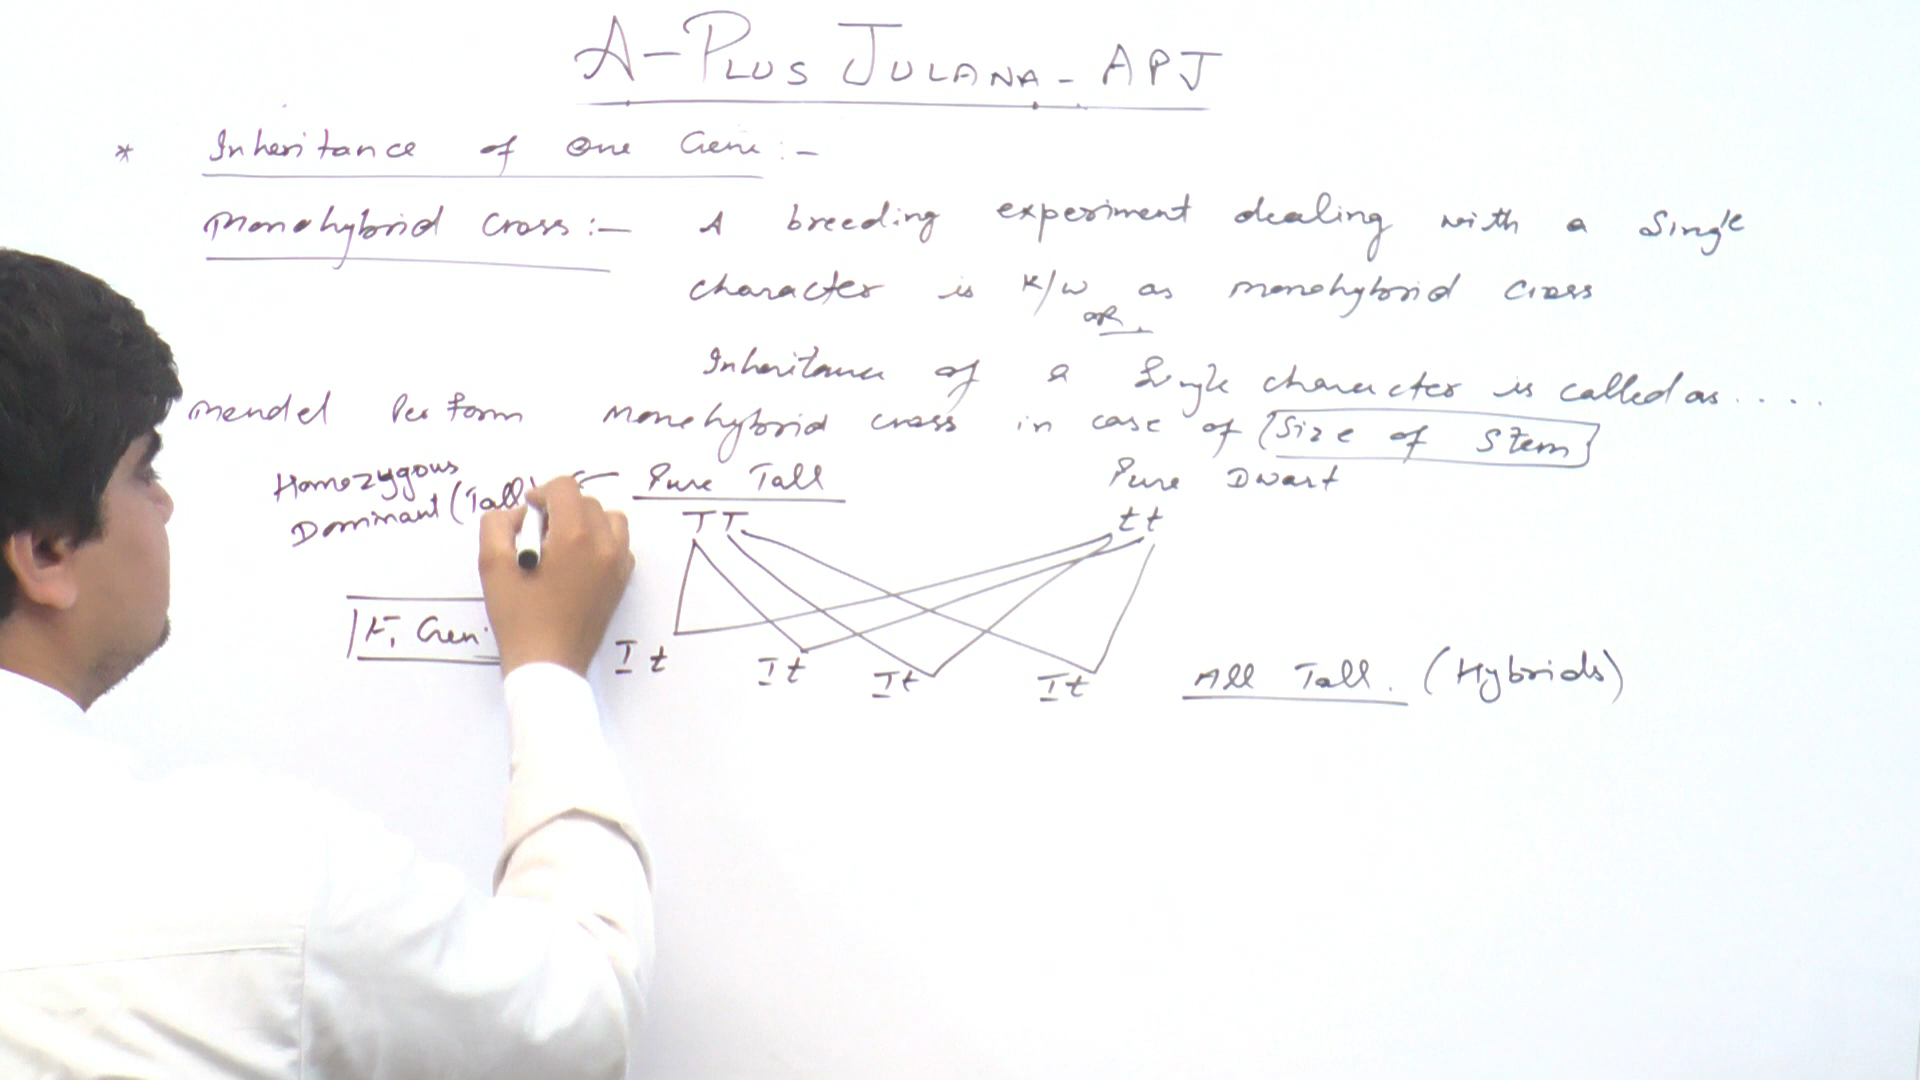 A-PLUS JULANA - APJ
* Inheritance of One Gene :-
Monohybrid Cross :- A breeding experiment dealing with a Single
character is K/w as monohybrid cross
OR
Inheritance of a Single character is called as .....
Mendel Perform monohybrid cross in case of [Size of Stem]
Homozygous
Dominant (Tall) ← Pure Tall
Pure Dwarf
TT
tt
F1 Gen.
Tt Tt Tt Tt
All Tall. (Hybrids)